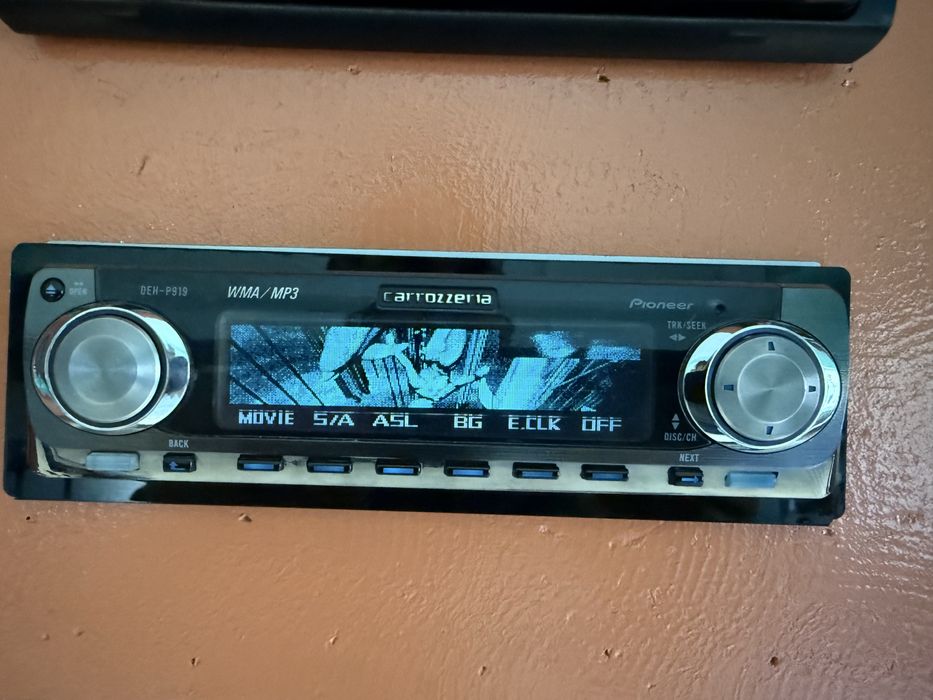 OPEN
DEH-P919
WMA/MP3
carrozzeria
Pioneer
TRK/SEEK
MOVIE S/A ASL BG E.CLK OFF
DISC/CH
BACK
NEXT